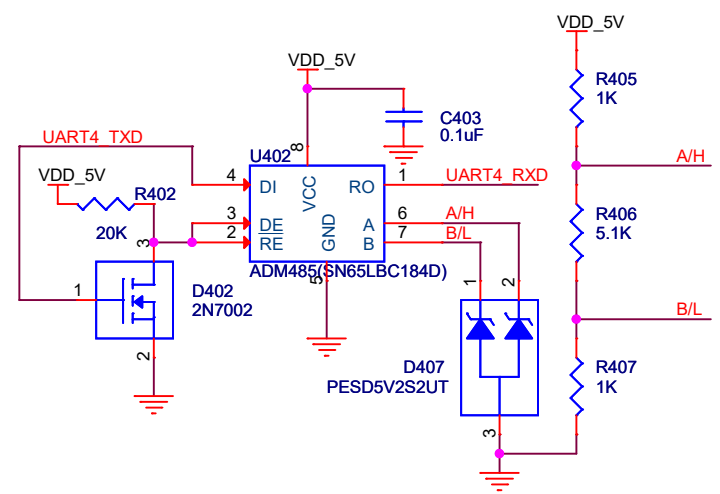 VDD_5V
VDD_5V
R405
1K
C403
0.1uF
UART4_TXD
U402
8
A/H
VDD_5V
4
DI
VCC
RO
1
UART4_RXD
R402
20K
3
DE
A
6
A/H
R406
5.1K
3
2
RE
GND
B
7
B/L
ADM485(SN65LBC184D)
5
1
D402
2N7002
1
2
B/L
2
D407
PESD5V2S2UT
R407
1K
3